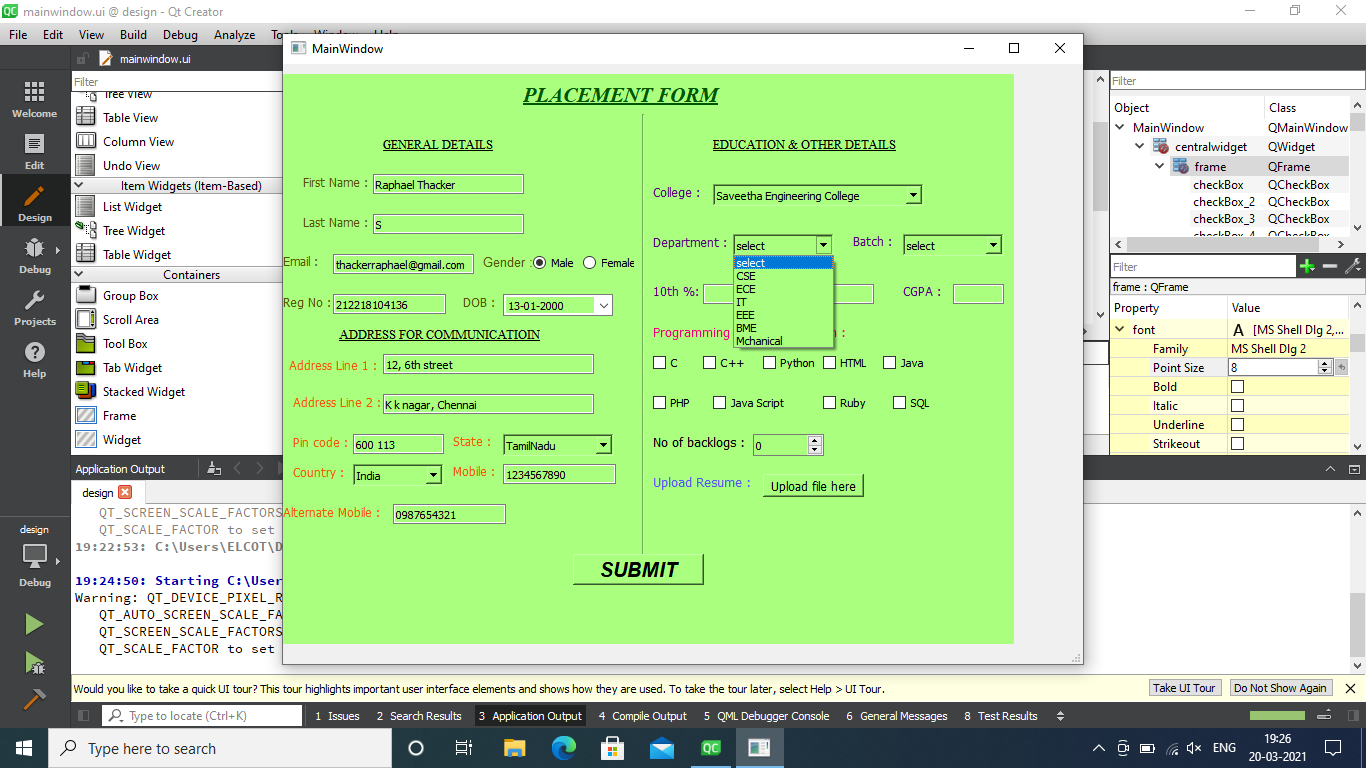 mainwindow.ui @ design - Qt Creator
File Edit View Build Debug Analyze
MainWindow
mainwindow.ui
Filter
Tree View
Table View
Column View
Undo View
Item Widgets (Item-Based)
List Widget
Tree Widget
Table Widget
Containers
Group Box
Scroll Area
Tool Box
Tab Widget
Stacked Widget
Frame
Widget
Welcome
Edit
Design
Debug
Projects
Help
design
Debug
PLACEMENT FORM
GENERAL DETAILS
First Name : Raphael Thacker
Last Name : S
Email : thackerraphael@gmail.com Gender : Male Female
Reg No : 212218104136 DOB : 13-01-2000
ADDRESS FOR COMMUNICATIOIN
Address Line 1 : 12, 6th street
Address Line 2 : K k nagar, Chennai
Pin code : 600 113 State : TamilNadu
Country : India Mobile : 1234567890
Alternate Mobile : 0987654321
EDUCATION & OTHER DETAILS
College : Saveetha Engineering College
Department : select Batch : select
select
CSE
ECE
IT
EEE
BME
Mchanical
10th %: CGPA :
Programming :
C C++ Python HTML Java
PHP Java Script Ruby SQL
No of backlogs : 0
Upload Resume : Upload file here
SUBMIT
Filter
Object Class
MainWindow QMainWindow
centralwidget QWidget
frame QFrame
checkBox QCheckBox
checkBox_2 QCheckBox
checkBox_3 QCheckBox
checkBox_4 QCheckBox
Filter
frame : QFrame
Property Value
font A [MS Shell Dlg 2,...
Family MS Shell Dlg 2
Point Size 8
Bold
Italic
Underline
Strikeout
Application Output
design
QT_SCREEN_SCALE_FACTORS
QT_SCALE_FACTOR to set
19:22:53: C:\Users\ELCOT\D
19:24:50: Starting C:\User
Warning: QT_DEVICE_PIXEL_R
QT_AUTO_SCREEN_SCALE_FA
QT_SCREEN_SCALE_FACTORS
QT_SCALE_FACTOR to set
Would you like to take a quick UI tour? This tour highlights important user interface elements and shows how they are used. To take the tour later, select Help > UI Tour. Take UI Tour Do Not Show Again
Type to locate (Ctrl+K) 1 Issues 2 Search Results 3 Application Output 4 Compile Output 5 QML Debugger Console 6 General Messages 8 Test Results
Type here to search
QC
ENG
19:26
20-03-2021